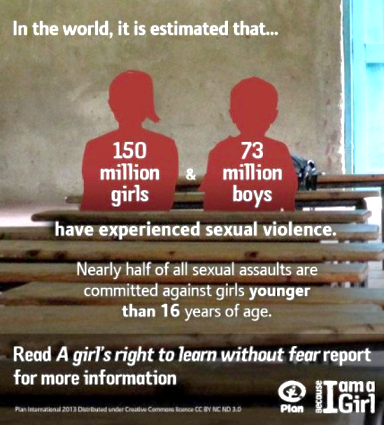 In the world, it is estimated that...
150 million girls
&
73 million boys
have experienced sexual violence.
Nearly half of all sexual assaults are
committed against girls younger
than 16 years of age.
Read A girl's right to learn without fear report
for more information
Plan International 2013 Distributed under Creative Commons licence CC BY NC ND 3.0
Plan
BECAUSE
I am a
Girl